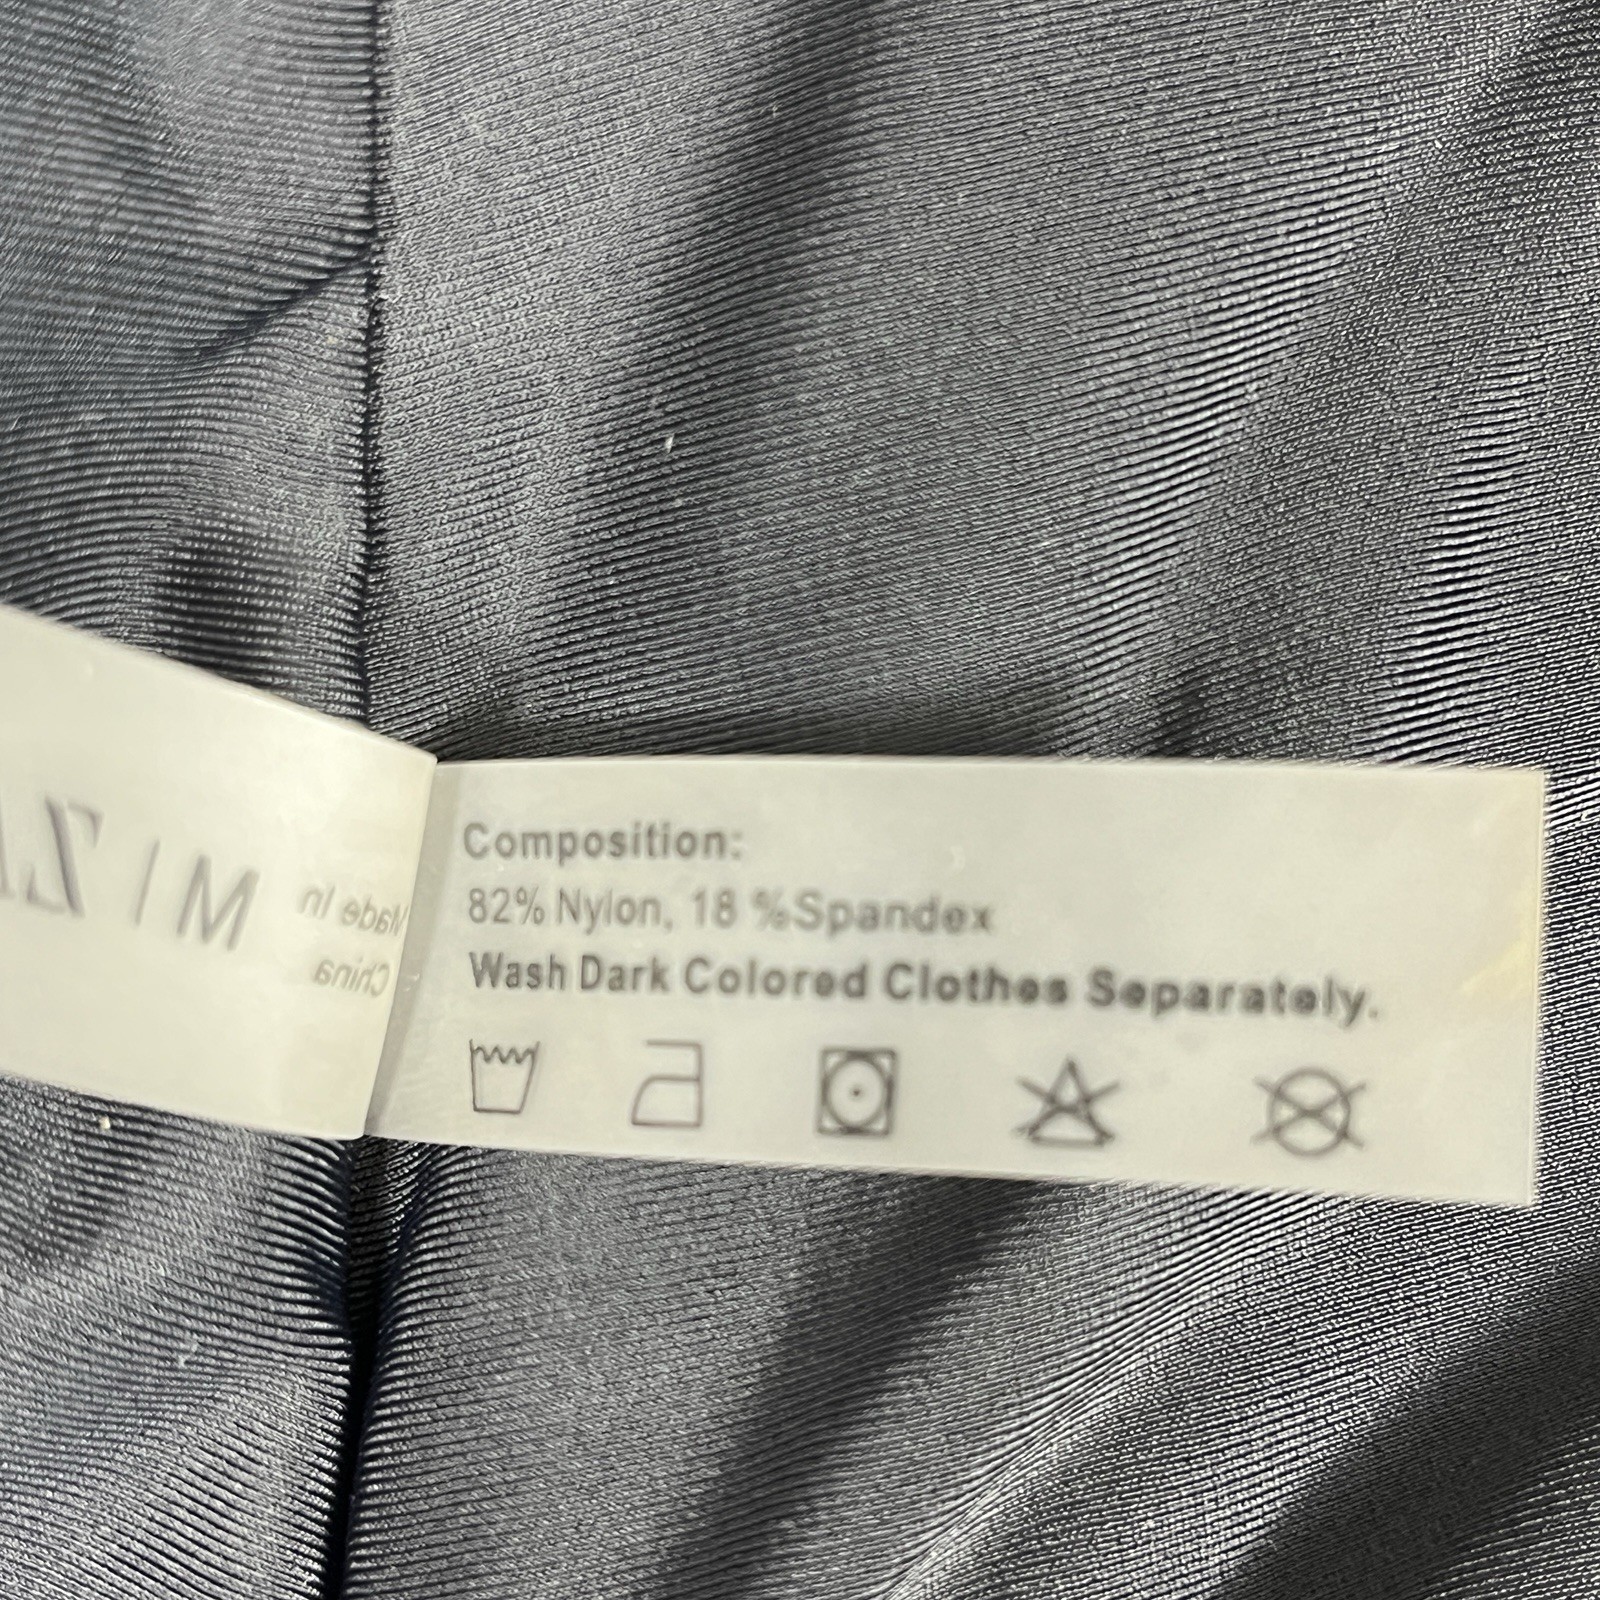 M
Made In
China
Composition:
82% Nylon, 18 %Spandex
Wash Dark Colored Clothes Separately.